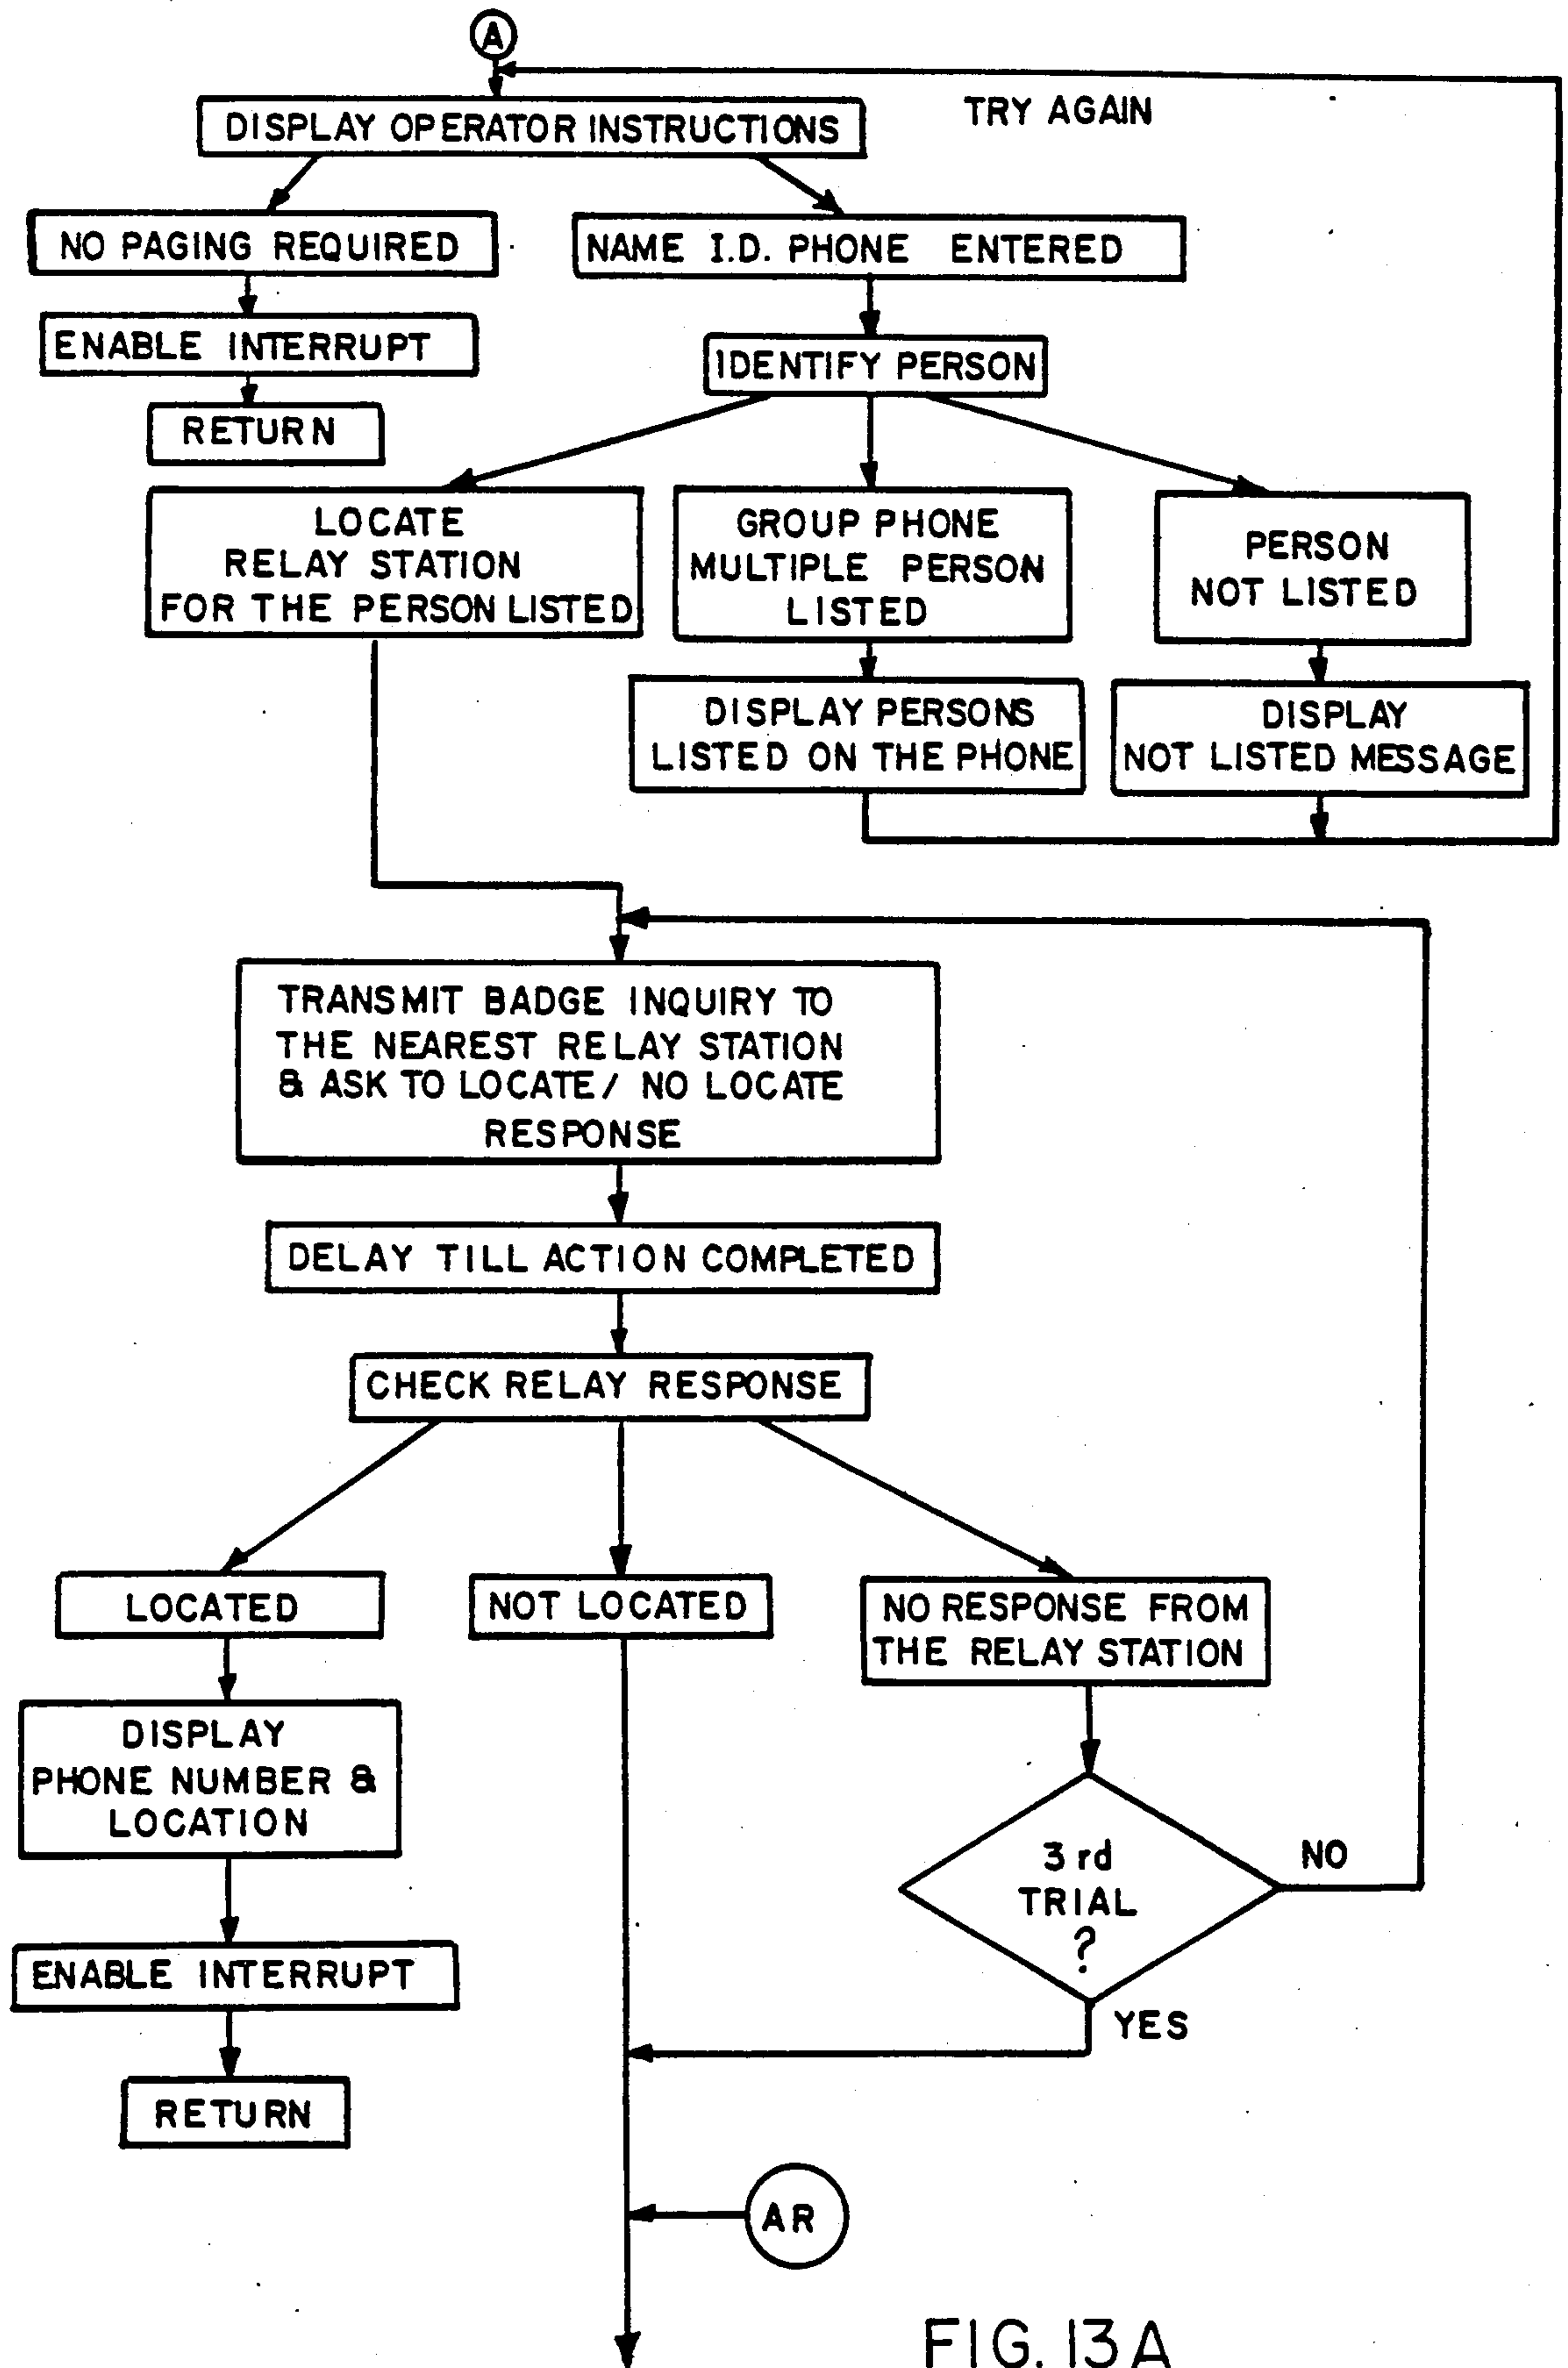 A
TRY AGAIN
DISPLAY OPERATOR INSTRUCTIONS
NO PAGING REQUIRED
NAME I.D. PHONE ENTERED
ENABLE INTERRUPT
IDENTIFY PERSON
RETURN
LOCATE
RELAY STATION
FOR THE PERSON LISTED
GROUP PHONE
MULTIPLE PERSON
LISTED
PERSON
NOT LISTED
DISPLAY PERSONS
LISTED ON THE PHONE
DISPLAY
NOT LISTED MESSAGE
TRANSMIT BADGE INQUIRY TO
THE NEAREST RELAY STATION
& ASK TO LOCATE/ NO LOCATE
RESPONSE
DELAY TILL ACTION COMPLETED
CHECK RELAY RESPONSE
LOCATED
NOT LOCATED
NO RESPONSE FROM
THE RELAY STATION
DISPLAY
PHONE NUMBER &
LOCATION
3 rd
TRIAL
?
NO
ENABLE INTERRUPT
YES
RETURN
AR
FIG. 13A